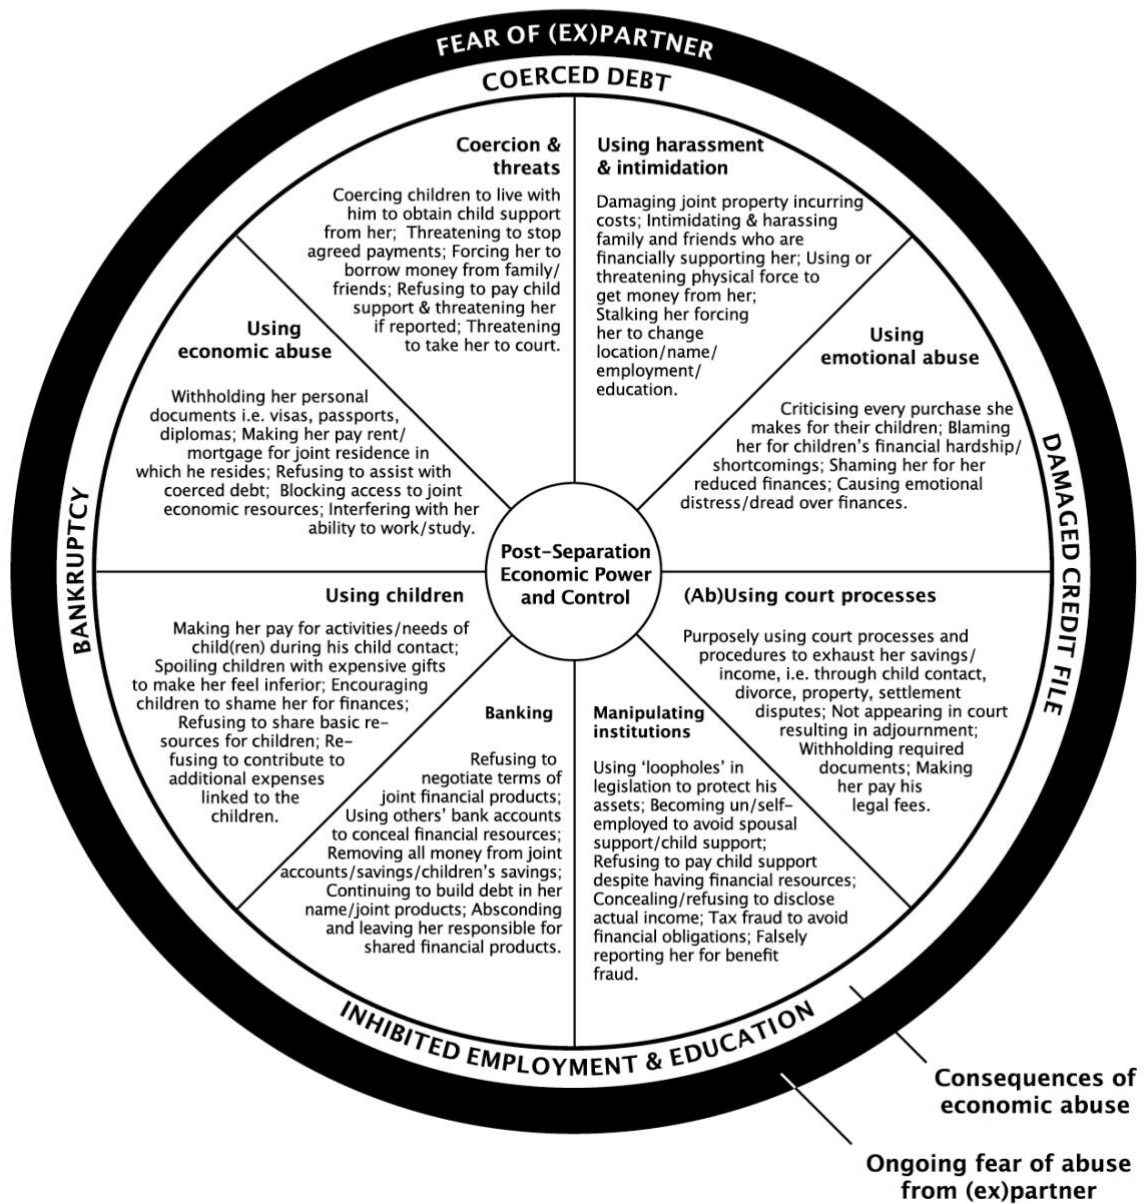 FEAR OF (EX)PARTNER
COERCED DEBT
Coercion &
threats
Coercing children to live with
him to obtain child support
from her; Threatening to stop
agreed payments; Forcing her to
borrow money from family/
friends; Refusing to pay child
support & threatening her
if reported; Threatening
to take her to court.
Using harassment
& intimidation
Damaging joint property incurring
costs; Intimidating & harassing
family and friends who are
financially supporting her; Using or
threatening physical force to
get money from her;
Stalking her forcing
her to change
location/name/
employment/
education.
Using
emotional abuse
Criticising every purchase she
makes for their children; Blaming
her for children's financial hardship/
shortcomings; Shaming her for her
reduced finances; Causing emotional
distress/dread over finances.
DAMAGED CREDIT FILE
(Ab)Using court processes
Purposely using court processes and
procedures to exhaust her savings/
income, i.e. through child contact,
divorce, property, settlement
disputes; Not appearing in court
resulting in adjournment;
Withholding required
documents; Making
her pay his
legal fees.
Manipulating
institutions
Using ‘loopholes’ in
legislation to protect his
assets; Becoming un/self-
employed to avoid spousal
support/child support;
Refusing to pay child support
despite having financial resources;
Concealing/refusing to disclose
actual income; Tax fraud to avoid
financial obligations; Falsely
reporting her for benefit
fraud.
Banking
Refusing to
negotiate terms of
joint financial products;
Using others’ bank accounts
to conceal financial resources;
Removing all money from joint
accounts/savings/children's savings;
Continuing to build debt in her
name/joint products; Absconding
and leaving her responsible for
shared financial products.
Using children
Making her pay for activities/needs of
child(ren) during his child contact;
Spoiling children with expensive gifts
to make her feel inferior; Encouraging
children to shame her for finances;
Refusing to share basic re-
sources for children; Re-
fusing to contribute to
additional expenses
linked to the
children.
Using
economic abuse
Withholding her personal
documents i.e. visas, passports,
diplomas; Making her pay rent/
mortgage for joint residence in
which he resides; Refusing to assist with
coerced debt; Blocking access to joint
economic resources; Interfering with her
ability to work/study.
BANKRUPTCY
Post-Separation
Economic Power
and Control
INHIBITED EMPLOYMENT & EDUCATION
Consequences of
economic abuse
Ongoing fear of abuse
from (ex)partner